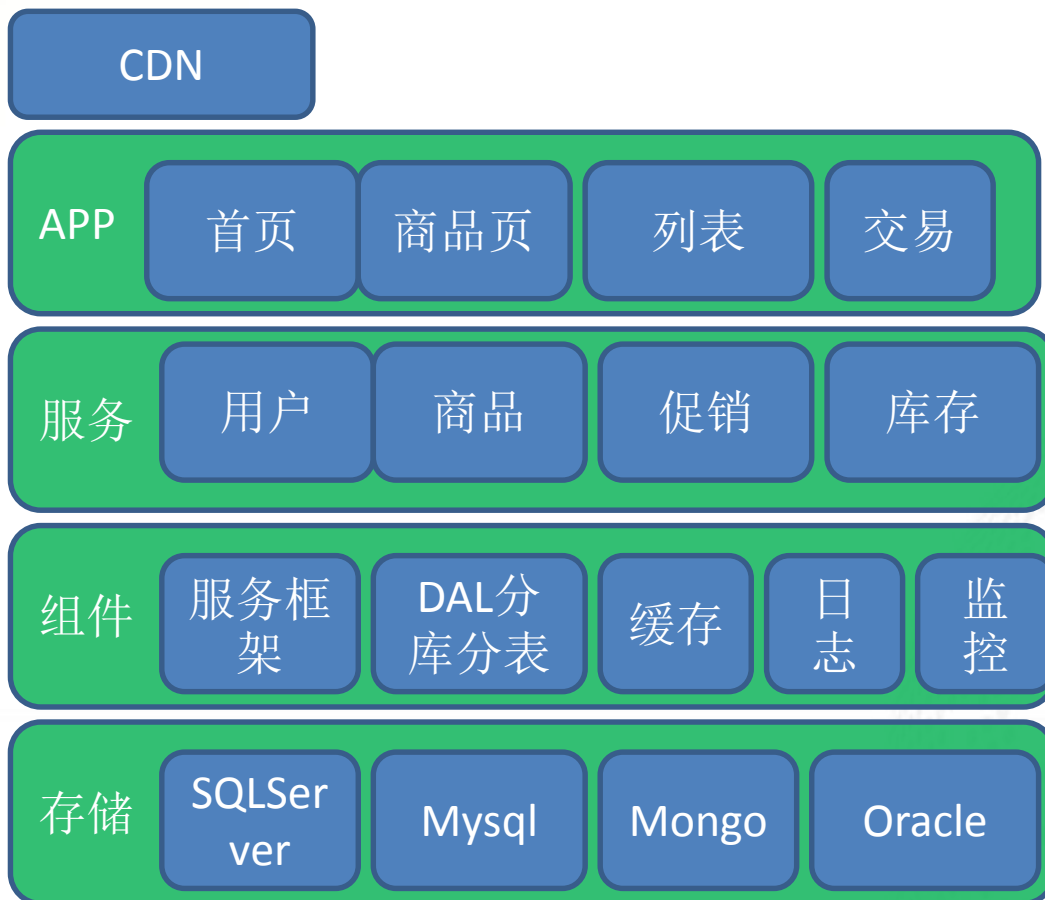 CDN
APP
首页
商品页
列表
交易
服务
用户
商品
促销
库存
组件
服务框
架
DAL分
库分表
缓存
日
志
监
控
存储
SQLSer
ver
Mysql
Mongo
Oracle